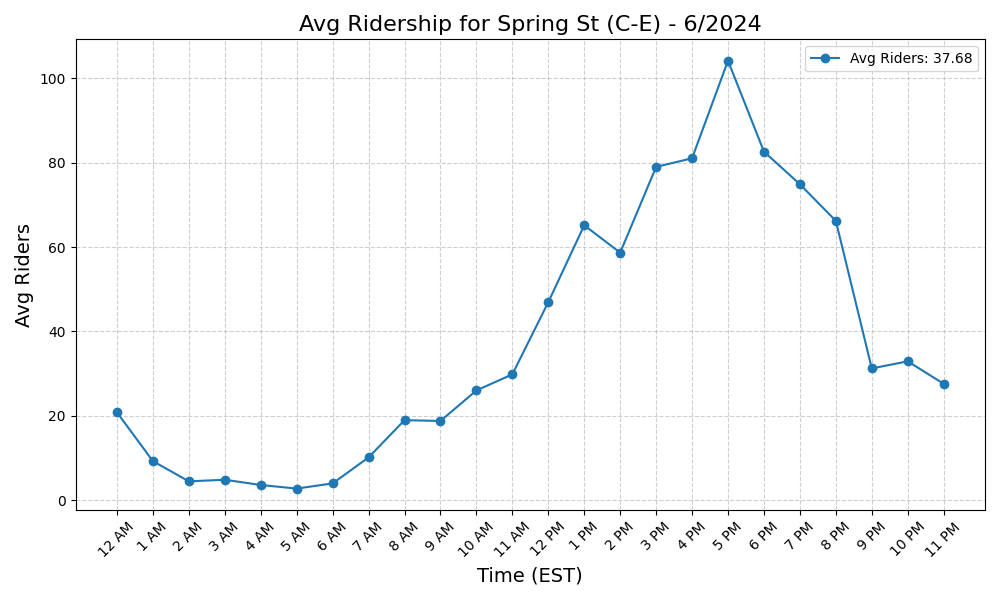 Avg Ridership for Spring St (C-E) - 6/2024
Avg Riders: 37.68
Avg Riders
100
80
60
40
20
0
12 AM
1 AM
2 AM
3 AM
4 AM
5 AM
6 AM
7 AM
8 AM
9 AM
10 AM
11 AM
12 PM
1 PM
2 PM
3 PM
4 PM
5 PM
6 PM
7 PM
8 PM
9 PM
10 PM
11 PM
Time (EST)